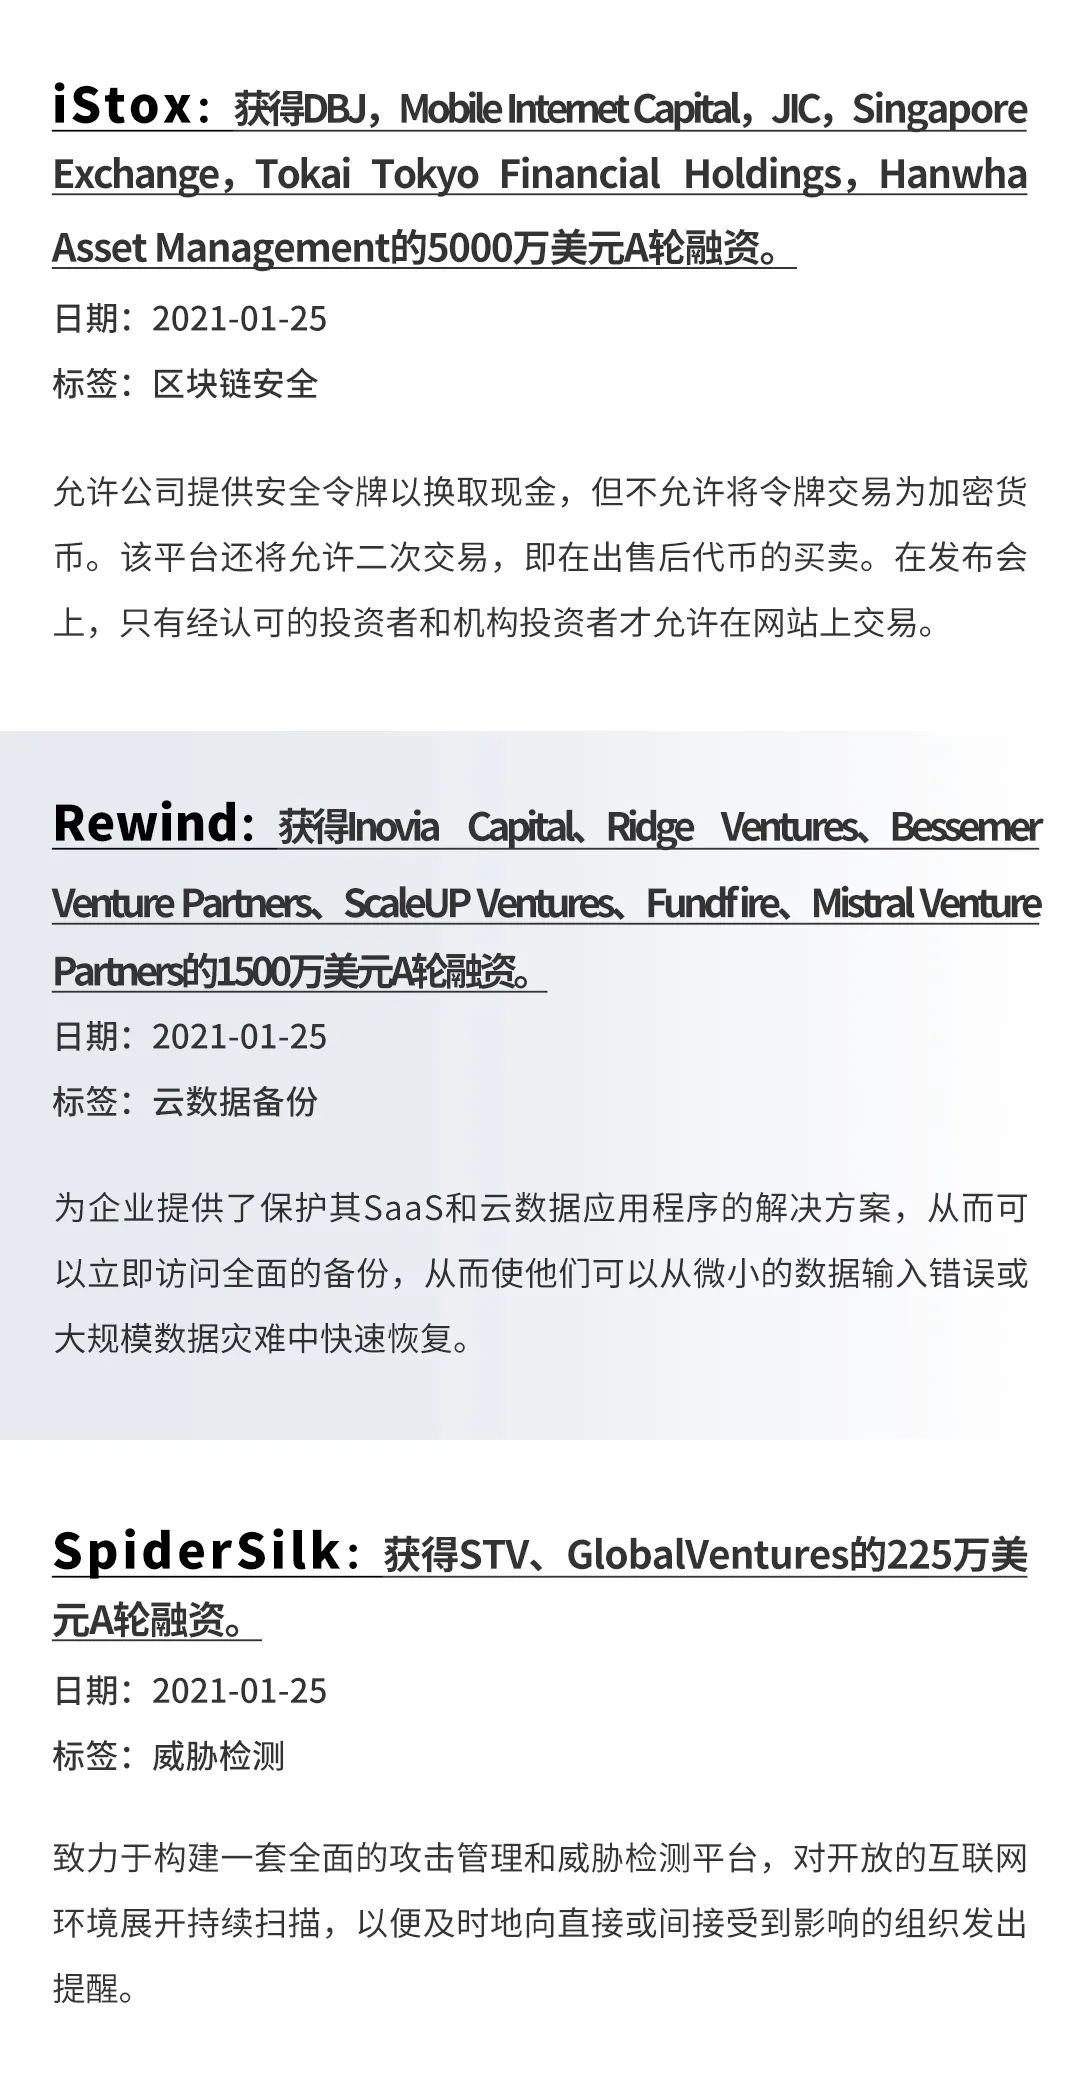 iStox：获得DBJ，Mobile Internet Capital，JIC，Singapore
Exchange，Tokai Tokyo Financial Holdings，Hanwha
Asset Management的5000万美元A轮融资。
日期：2021-01-25
标签：区块链安全
允许公司提供安全令牌以换取现金，但不允许将令牌交易为加密货
币。该平台还将允许二次交易，即在出售后代币的买卖。在发布会
上，只有经认可的投资者和机构投资者才允许在网站上交易。
Rewind：获得Inovia Capital、Ridge Ventures、Bessemer
Venture Partners、ScaleUP Ventures、Fundfire、Mistral Venture
Partners的1500万美元A轮融资。
日期：2021-01-25
标签：云数据备份
为企业提供了保护其SaaS和云数据应用程序的解决方案，从而可
以立即访问全面的备份，从而使他们可以从微小的数据输入错误或
大规模数据灾难中快速恢复。
SpiderSilk：获得STV、GlobalVentures的225万美
元A轮融资。
日期：2021-01-25
标签：威胁检测
致力于构建一套全面的攻击管理和威胁检测平台，对开放的互联网
环境展开持续扫描，以便及时地向直接或间接受到影响的组织发出
提醒。